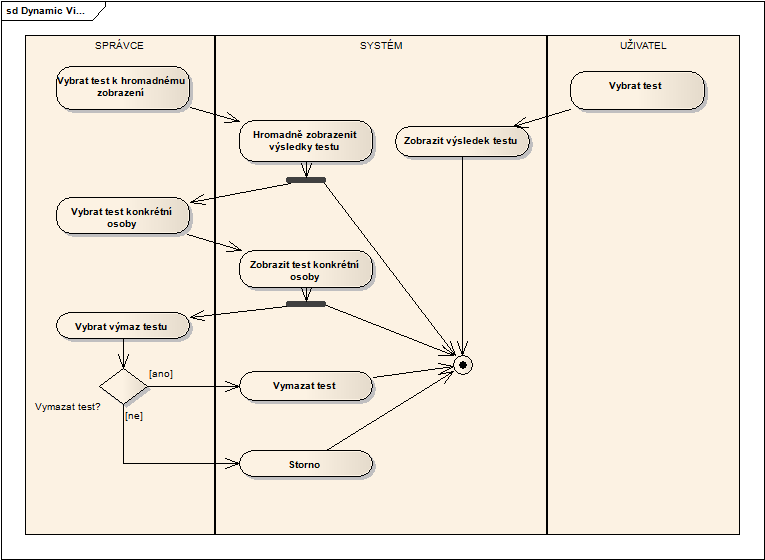 sd Dynamic Vi...
SPRÁVCE
SYSTÉM
UŽIVATEL
Vybrat test k hromadnému
zobrazení
Vybrat test
Hromadně zobrazenit
výsledky testu
Zobrazit výsledek testu
Vybrat test konkrétní
osoby
Zobrazit test konkrétní
osoby
Vybrat výmaz testu
[ano]
Vymazat test
Vymazat test?
[ne]
Storno